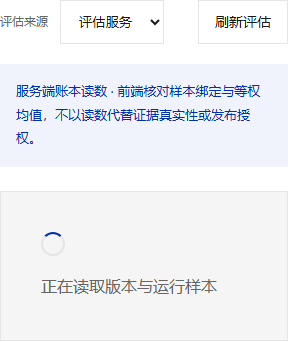 评估来源 评估服务 刷新评估
服务端账本读数 · 前端核对样本绑定与等权
均值，不以读数代替证据真实性或发布授
权。
正在读取版本与运行样本